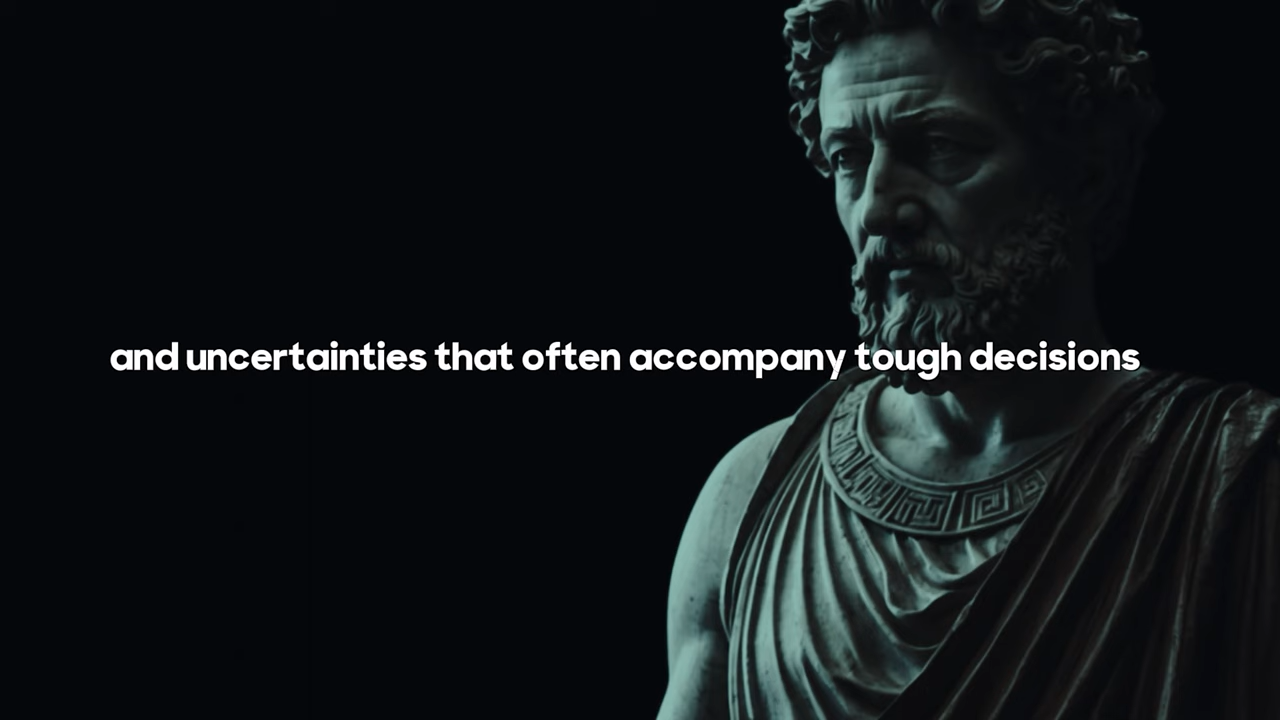 and uncertainties that often accompany tough decisions